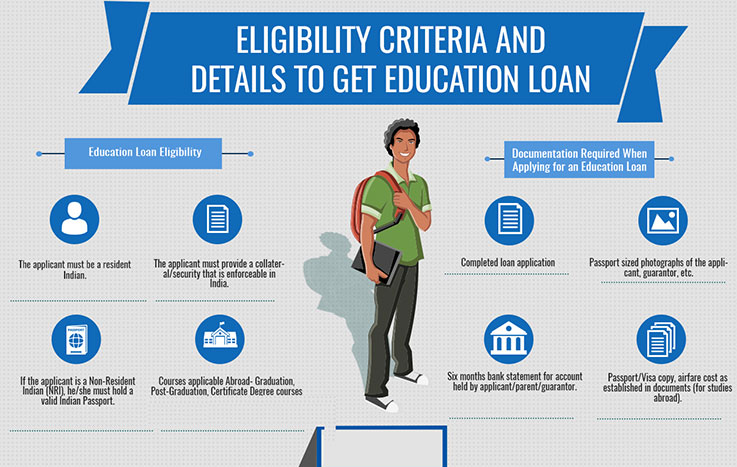 ELIGIBILITY CRITERIA AND
DETAILS TO GET EDUCATION LOAN
Education Loan Eligibility
The applicant must be a resident
Indian.
The applicant must provide a collater-
al/security that is enforceable in
India.
PASSPORT
If the applicant is a Non-Resident
Indian (NRI), he/she must hold a
valid Indian Passport.
Courses applicable Abroad- Graduation,
Post-Graduation, Certificate Degree courses
Documentation Required When
Applying for an Education Loan
Completed loan application
Passport sized photographs of the appli-
cant, guarantor, etc.
Six months bank statement for account
held by applicant/parent/guarantor.
Passport/Visa copy, airfare cost as
established in documents (for studies
abroad).